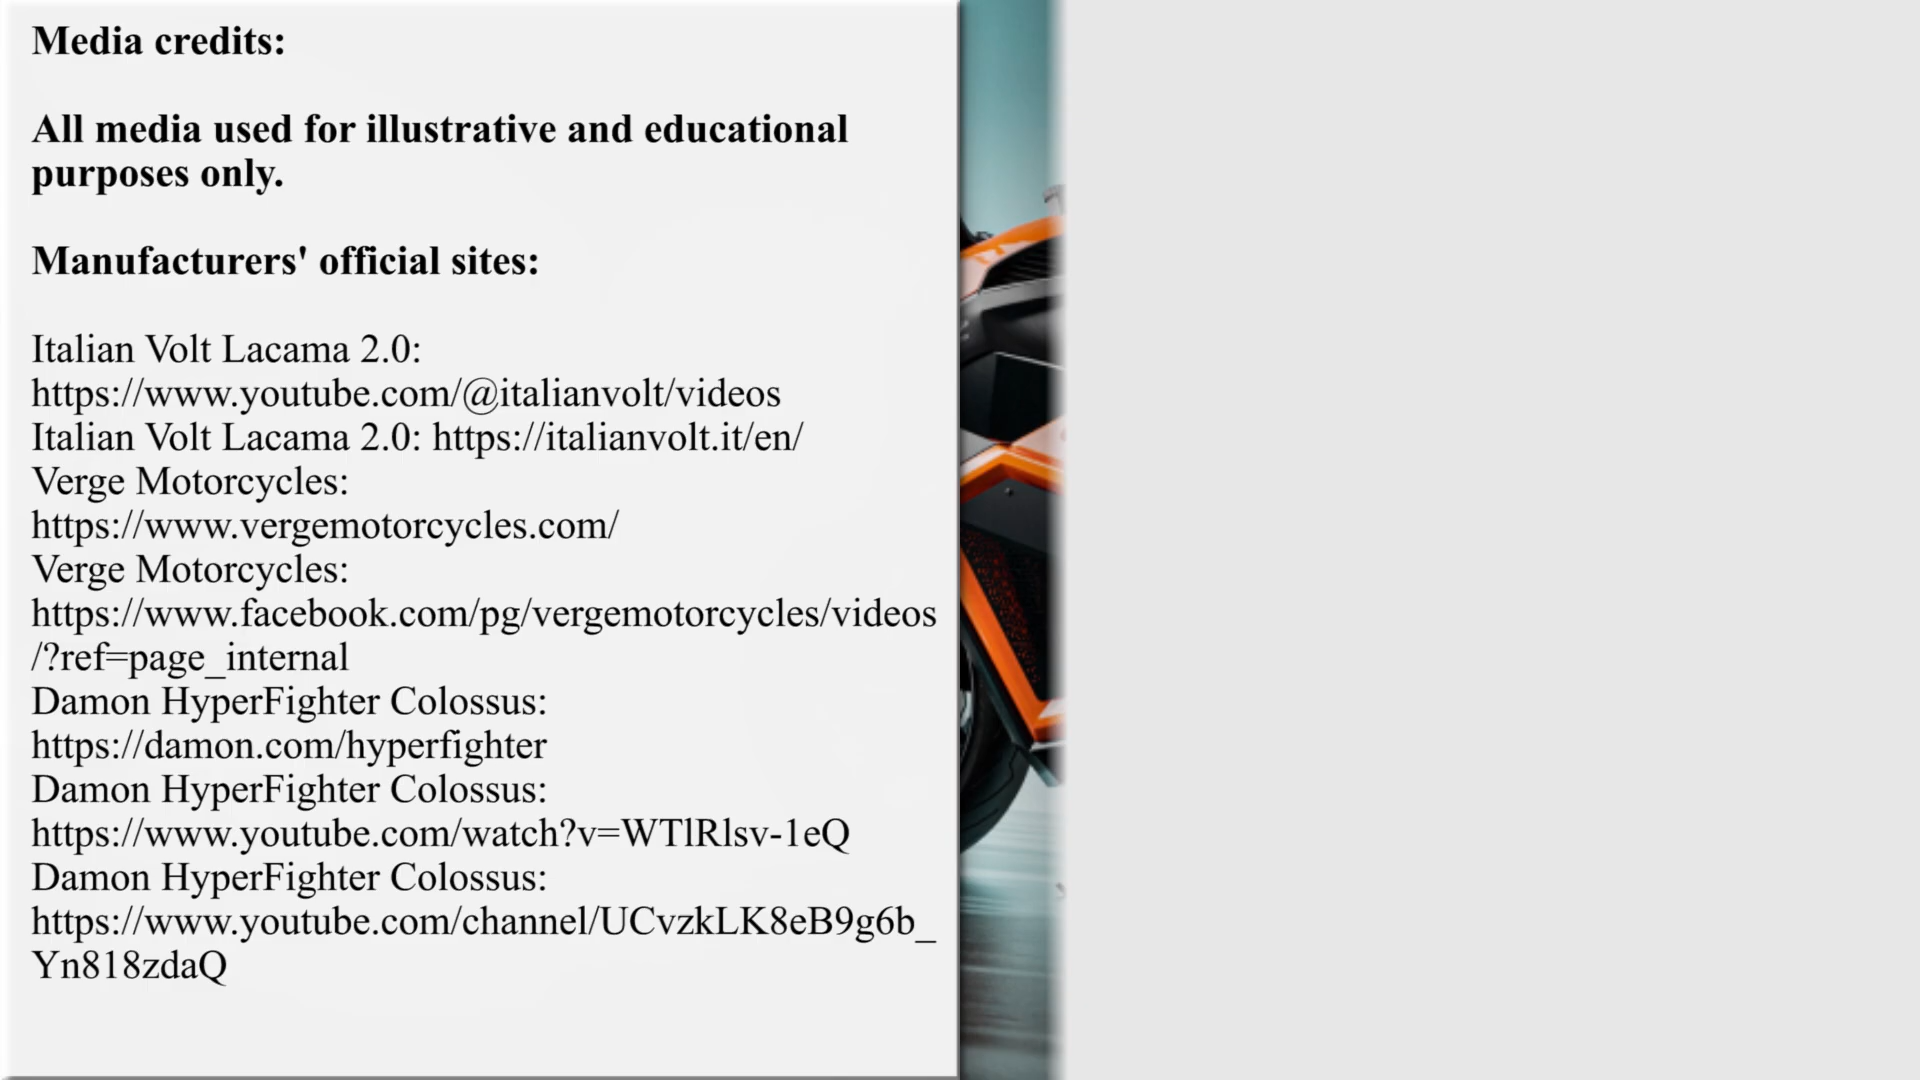 Media credits:
All media used for illustrative and educational
purposes only.
Manufacturers' official sites:
Italian Volt Lacama 2.0:
https://www.youtube.com/@italianvolt/videos
Italian Volt Lacama 2.0: https://italianvolt.it/en/
Verge Motorcycles:
https://www.vergemotorcycles.com/
Verge Motorcycles:
https://www.facebook.com/pg/vergemotorcycles/videos
/?ref=page_internal
Damon HyperFighter Colossus:
https://damon.com/hyperfighter
Damon HyperFighter Colossus:
https://www.youtube.com/watch?v=WTlRlsv-1eQ
Damon HyperFighter Colossus:
https://www.youtube.com/channel/UCvzkLK8eB9g6b_
Yn818zdaQ